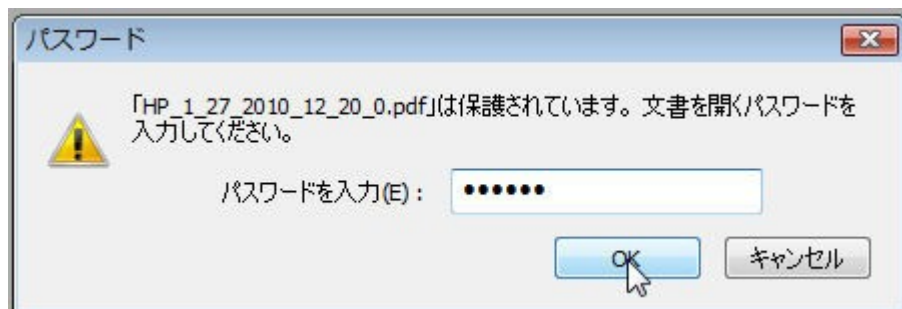 パスワード
「HP_1_27_2010_12_20_0.pdf」は保護されています。文書を開くパスワードを
入力してください。
パスワードを入力(E)： ••••••
OK キャンセル